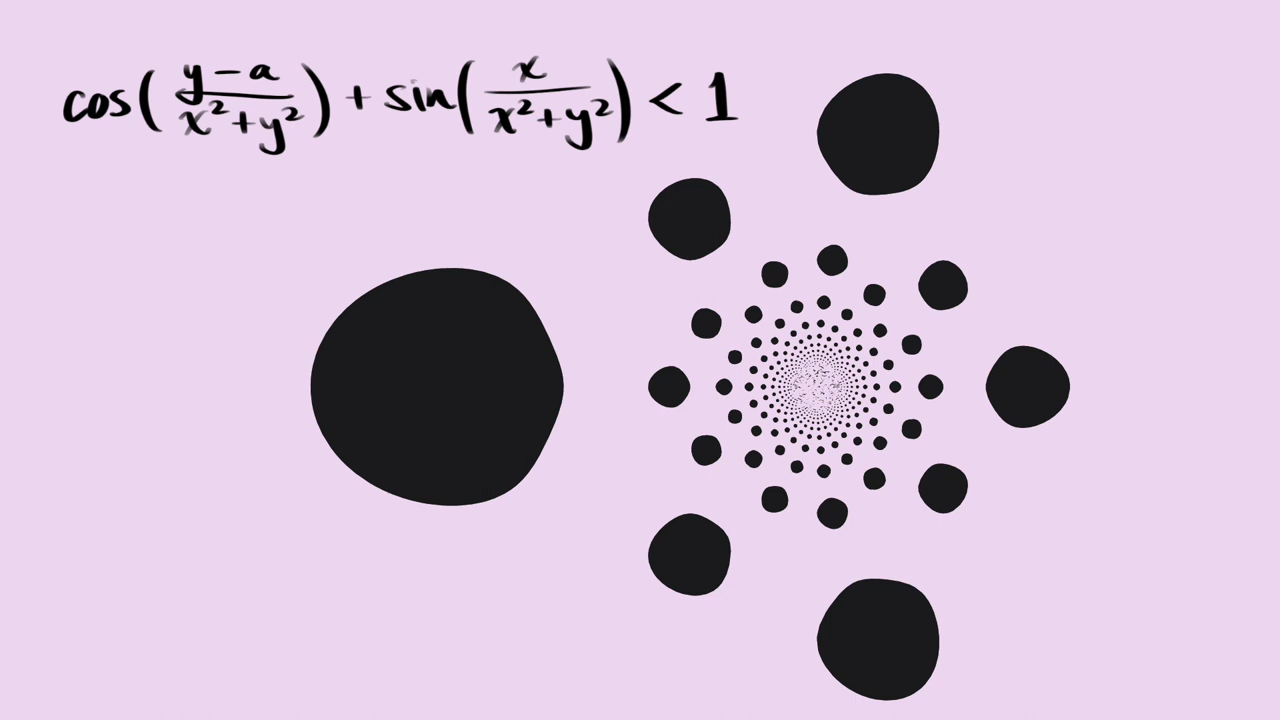 cos((y-a)/(x²+y²)) + sin(x/(x²+y²)) < 1